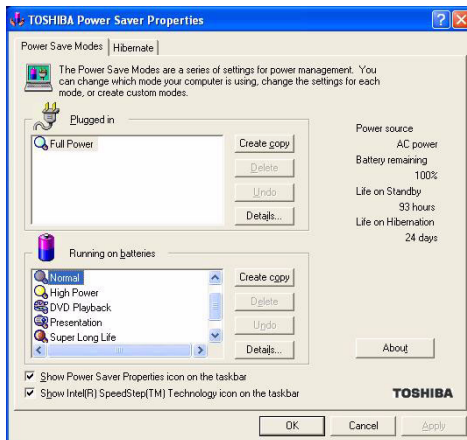 TOSHIBA Power Saver Properties
Power Save Modes
Hibernate
The Power Save Modes are a series of settings for power management. You
can change which mode your computer is using, change the settings for each
mode, or create custom modes.
Plugged in
Full Power
Create copy
Delete
Undo
Details...
Power source
AC power
Battery remaining
100%
Life on Standby
93 hours
Life on Hibernation
24 days
Running on batteries
Normal
High Power
DVD Playback
Presentation
Super Long Life
Create copy
Delete
Undo
Details...
About
Show Power Saver Properties icon on the taskbar
Show Intel(R) SpeedStep(TM) Technology icon on the taskbar
TOSHIBA
OK
Cancel
Apply